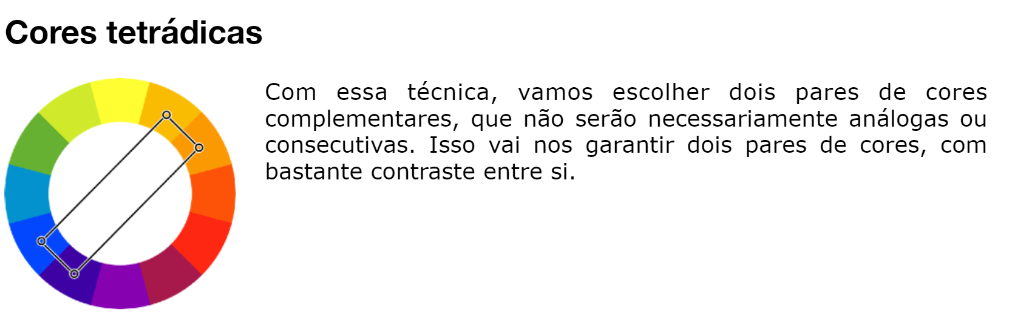 Cores tetrádicas
Com essa técnica, vamos escolher dois pares de cores
complementares, que não serão necessariamente análogas ou
consecutivas. Isso vai nos garantir dois pares de cores, com
bastante contraste entre si.